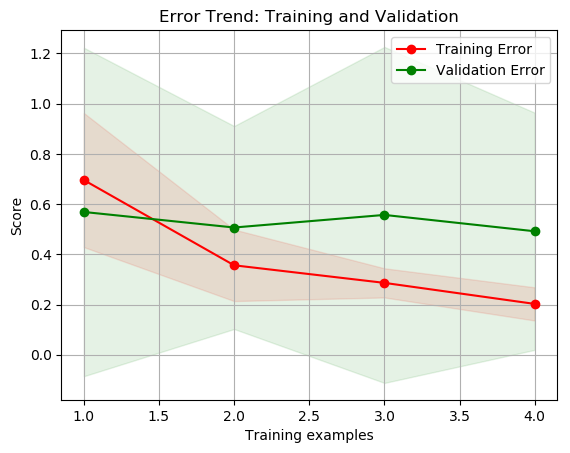 Error Trend: Training and Validation
Training Error
Validation Error
Score
1.2
1.0
0.8
0.6
0.4
0.2
0.0
1.0 1.5 2.0 2.5 3.0 3.5 4.0
Training examples